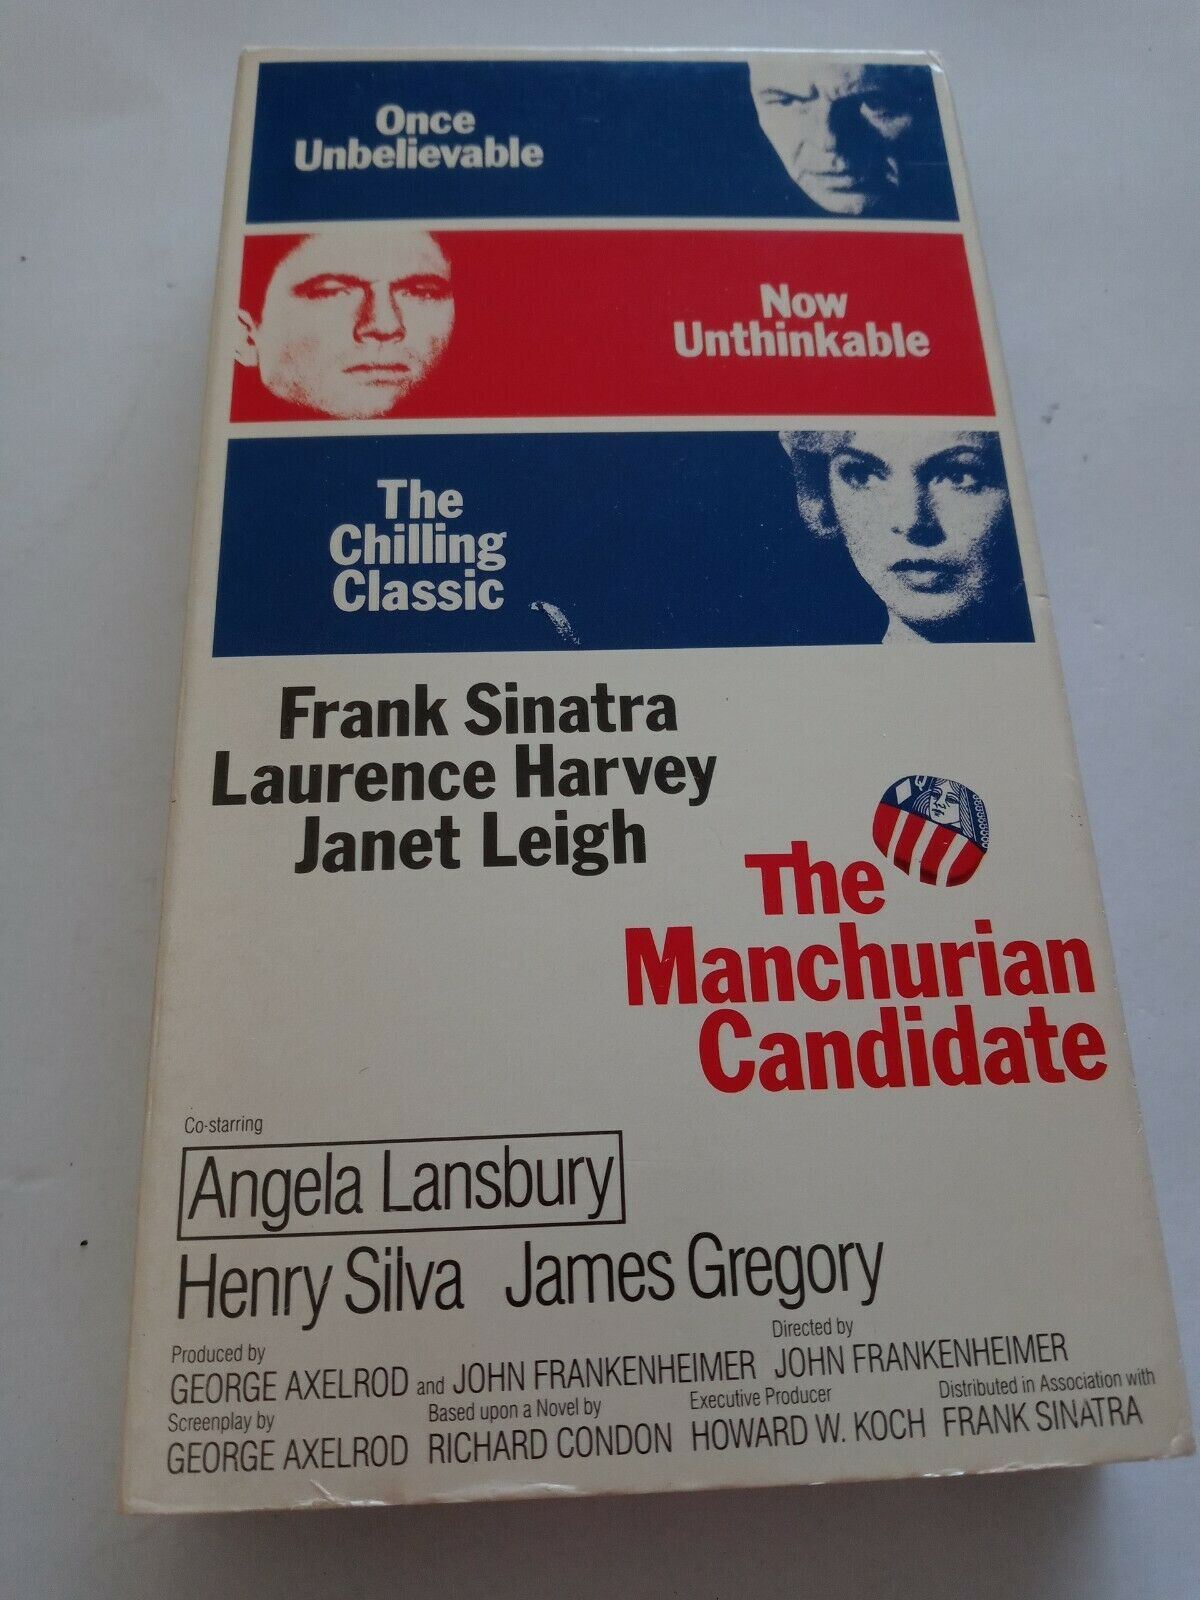 Once
Unbelievable
Now
Unthinkable
The
Chilling
Classic
Frank Sinatra
Laurence Harvey
Janet Leigh
The
Manchurian
Candidate
Co-starring
Angela Lansbury
Henry Silva James Gregory
Produced by
GEORGE AXELROD and JOHN FRANKENHEIMER
Directed by
JOHN FRANKENHEIMER
Screenplay by
GEORGE AXELROD
Based upon a Novel by
RICHARD CONDON
Executive Producer
HOWARD W. KOCH
Distributed in Association with
FRANK SINATRA